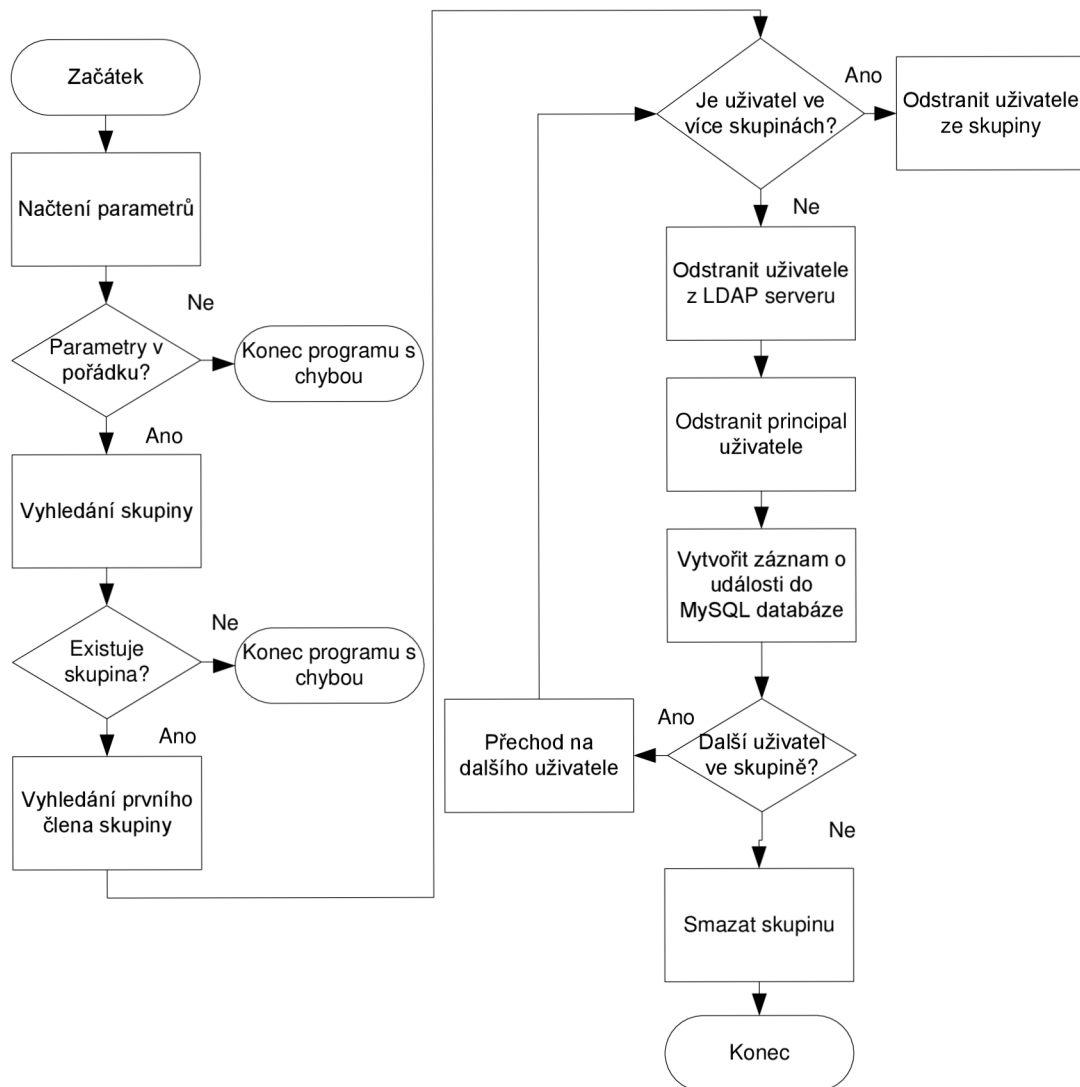 Začátek
Načtení parametrů
Ne
Parametry v
pořádku?
Konec programu s
chybou
Ano
Vyhledání skupiny
Ne
Existuje
skupina?
Konec programu s
chybou
Ano
Vyhledání prvního
člena skupiny
Je uživatel ve
více skupinách?
Ano
Odstranit uživatele
ze skupiny
Ne
Odstranit uživatele
z LDAP serveru
Odstranit principal
uživatele
Vytvořit záznam o
události do
MySQL databáze
Další uživatel
ve skupině?
Ano
Přechod na
dalšího uživatele
Ne
Smazat skupinu
Konec